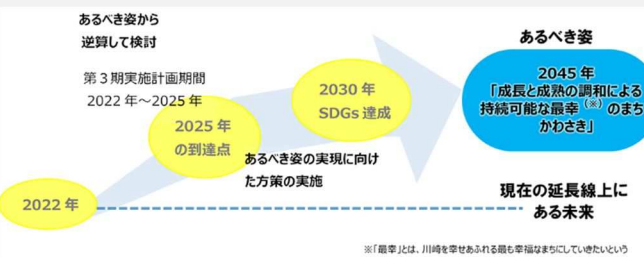 あるべき姿から
逆算して検討
第３期実施計画期間
2022 年～2025 年
2025 年
の到達点
2030 年
SDGs 達成
あるべき姿
2045 年
「成長と成熟の調和による
持続可能な最幸（※）のまち
かわさき」
あるべき姿の実現に向け
た方策の実施
2022 年
現在の延長線上に
ある未来
※「最幸」とは、川崎を幸せあふれる最も幸福なまちにしていきたいという